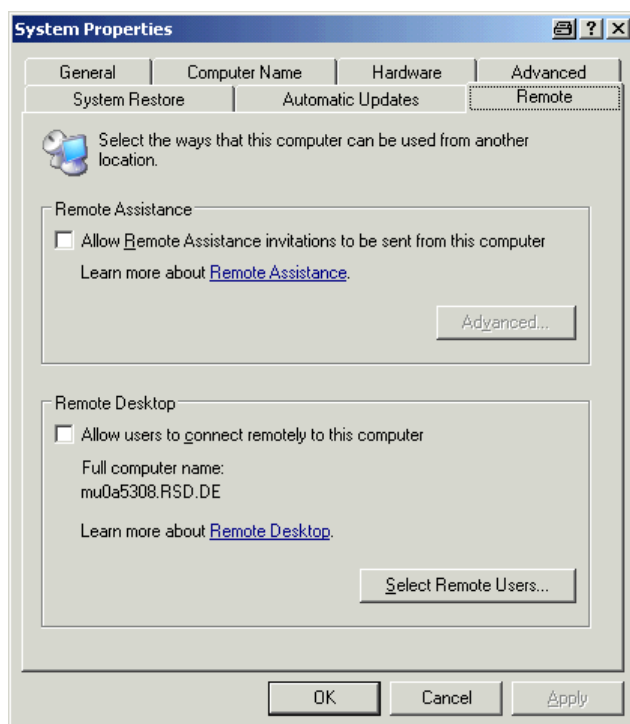 System Properties
General
Computer Name
Hardware
Advanced
System Restore
Automatic Updates
Remote
Select the ways that this computer can be used from another
location.
Remote Assistance
Allow Remote Assistance invitations to be sent from this computer
Learn more about Remote Assistance.
Advanced...
Remote Desktop
Allow users to connect remotely to this computer
Full computer name:
mu0a5308.RSD.DE
Learn more about Remote Desktop.
Select Remote Users...
OK
Cancel
Apply